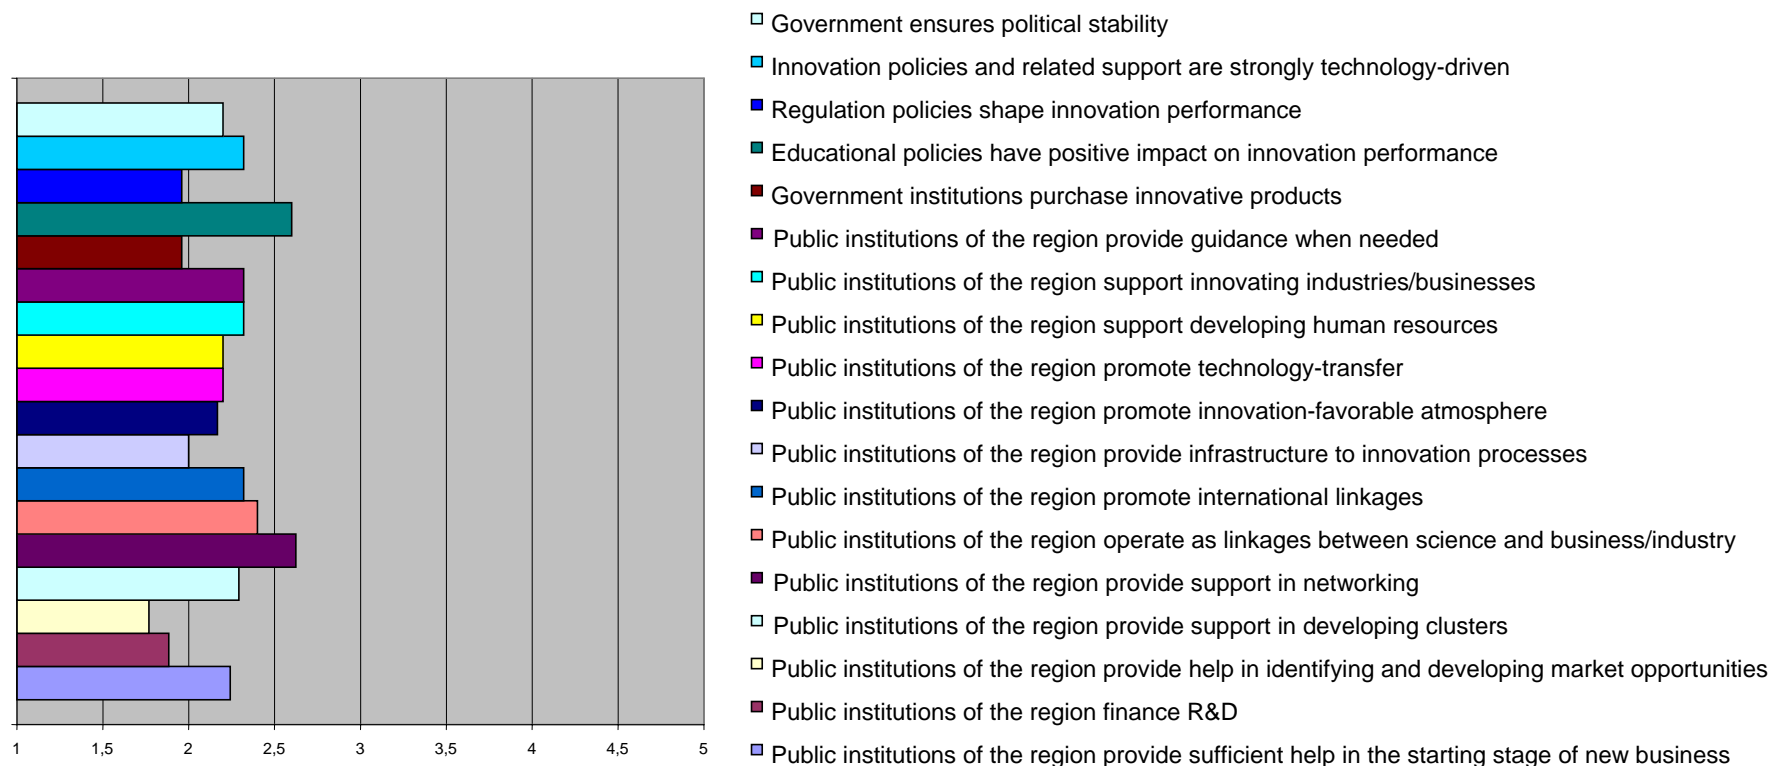 Government ensures political stability
Innovation policies and related support are strongly technology-driven
Regulation policies shape innovation performance
Educational policies have positive impact on innovation performance
Government institutions purchase innovative products
Public institutions of the region provide guidance when needed
Public institutions of the region support innovating industries/businesses
Public institutions of the region support developing human resources
Public institutions of the region promote technology-transfer
Public institutions of the region promote innovation-favorable atmosphere
Public institutions of the region provide infrastructure to innovation processes
Public institutions of the region promote international linkages
Public institutions of the region operate as linkages between science and business/industry
Public institutions of the region provide support in networking
Public institutions of the region provide support in developing clusters
Public institutions of the region provide help in identifying and developing market opportunities
Public institutions of the region finance R&D
Public institutions of the region provide sufficient help in the starting stage of new business
1 1,5 2 2,5 3 3,5 4 4,5 5